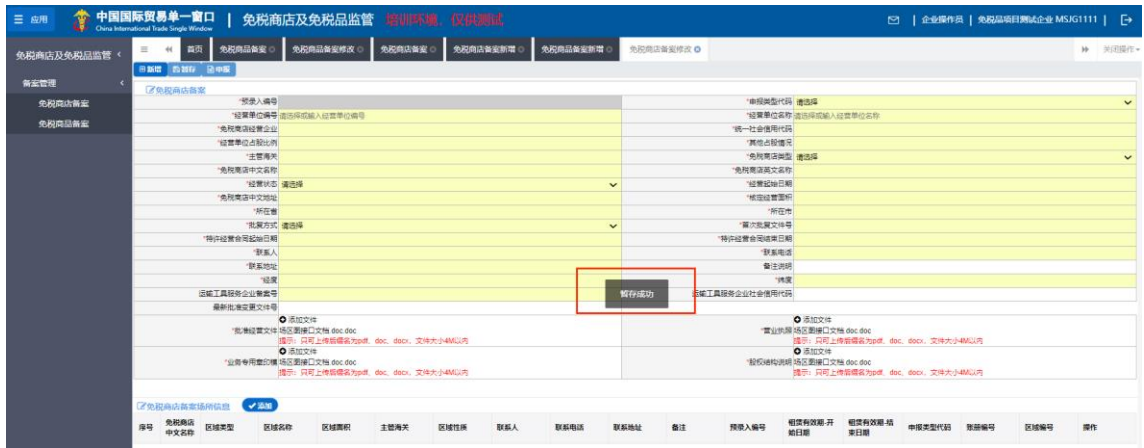 应用 中国国际贸易单一窗口 China International Trade Single Window | 免税商店及免税品监管 培训环境,仅供测试 企业操作员 | 免税品项目测试企业 MSJG1111 |
免税商店及免税品监管 首页 免税商品备案 免税商品备案修改 免税商店备案 免税商店备案新增 免税商品备案新增 免税商店备案修改 关闭操作
备案管理
免税商店备案
免税商品备案
新增 暂存 申报
免税商店备案
*预录入编号 *申报类型代码 请选择
*经营单位编号 请选择或输入经营单位编号 *经营单位名称 请选择或输入经营单位名称
*免税商店经营企业 *统一社会信用代码
*经营单位占股比例 *其他占股情况
*主管海关 *免税商店类型 请选择
*免税商店中文名称 *免税商店英文名称
*经营状态 请选择 *经营起始日期
*免税商店中文地址 *核定经营面积
*所在省 *所在市
*批复方式 请选择 *首次批复文件号
*特许经营合同起始日期 *特许经营合同结束日期
*联系人 *联系电话
*联系地址 备注说明
*经度 *纬度
运输工具服务企业备案号 暂存成功 运输工具服务企业社会信用代码
最新批准变更文件号
添加文件 添加文件
*批准经营文件 场区图接口文档.doc.doc *营业执照 场区图接口文档.doc.doc
提示:只可上传后缀名为pdf、doc、docx,文件大小4M以内 提示:只可上传后缀名为pdf、doc、docx,文件大小4M以内
添加文件 添加文件
*业务专用章印模 场区图接口文档.doc.doc *股权结构说明 场区图接口文档.doc.doc
提示:只可上传后缀名为pdf、doc、docx,文件大小4M以内 提示:只可上传后缀名为pdf、doc、docx,文件大小4M以内
免税商店备案场所信息 添加
序号 免税商店中文名称 区域类型 区域名称 区域面积 主管海关 区域性质 联系人 联系电话 联系地址 备注 预录入编号 租赁有效期-开始日期 租赁有效期-结束日期 申报类型代码 账册编号 区域编号 操作